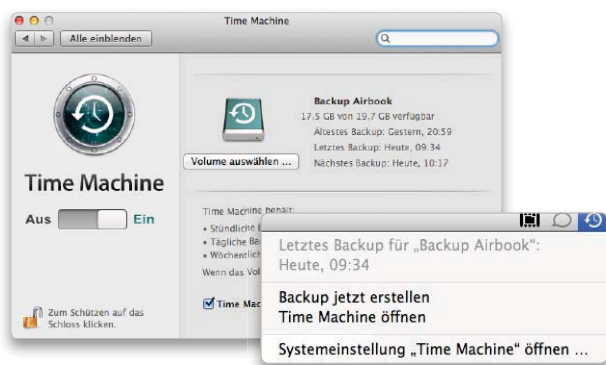 Time Machine
Alle einblenden
Backup Airbook
17,5 GB von 19,7 GB verfügbar
Ältestes Backup: Gestern, 20:59
Letztes Backup: Heute, 09:34
Nächstes Backup: Heute, 10:17
Volume auswählen ...
Time Machine
Aus Ein
Time Machine behält:
• Stündliche
• Tägliche
• Wöchentlich
Wenn das
Time
Zum Schützen auf das
Schloss klicken.
Letztes Backup für „Backup Airbook“:
Heute, 09:34
Backup jetzt erstellen
Time Machine öffnen
Systemeinstellung „Time Machine“ öffnen ...